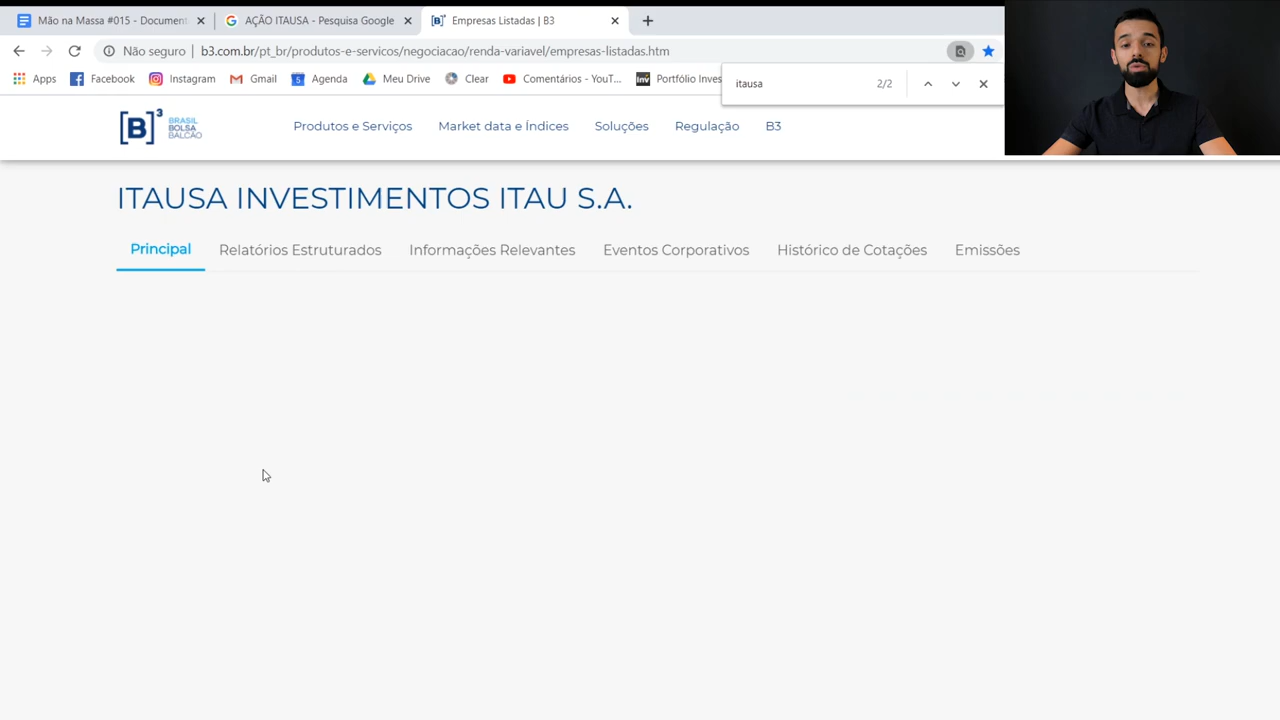 Mão na Massa #015 - Document
AÇÃO ITAUSA - Pesquisa Google
Empresas Listadas | B3
Não seguro
b3.com.br/pt_br/produtos-e-servicos/negociacao/renda-variavel/empresas-listadas.htm
Apps
Facebook
Instagram
Gmail
Agenda
Meu Drive
Clear
Comentários - YouT...
Inv
Portfólio Inves
itausa
2/2
[B]3
BRASIL
BOLSA
BALCÃO
Produtos e Serviços
Market data e Índices
Soluções
Regulação
B3
ITAUSA INVESTIMENTOS ITAU S.A.
Principal
Relatórios Estruturados
Informações Relevantes
Eventos Corporativos
Histórico de Cotações
Emissões